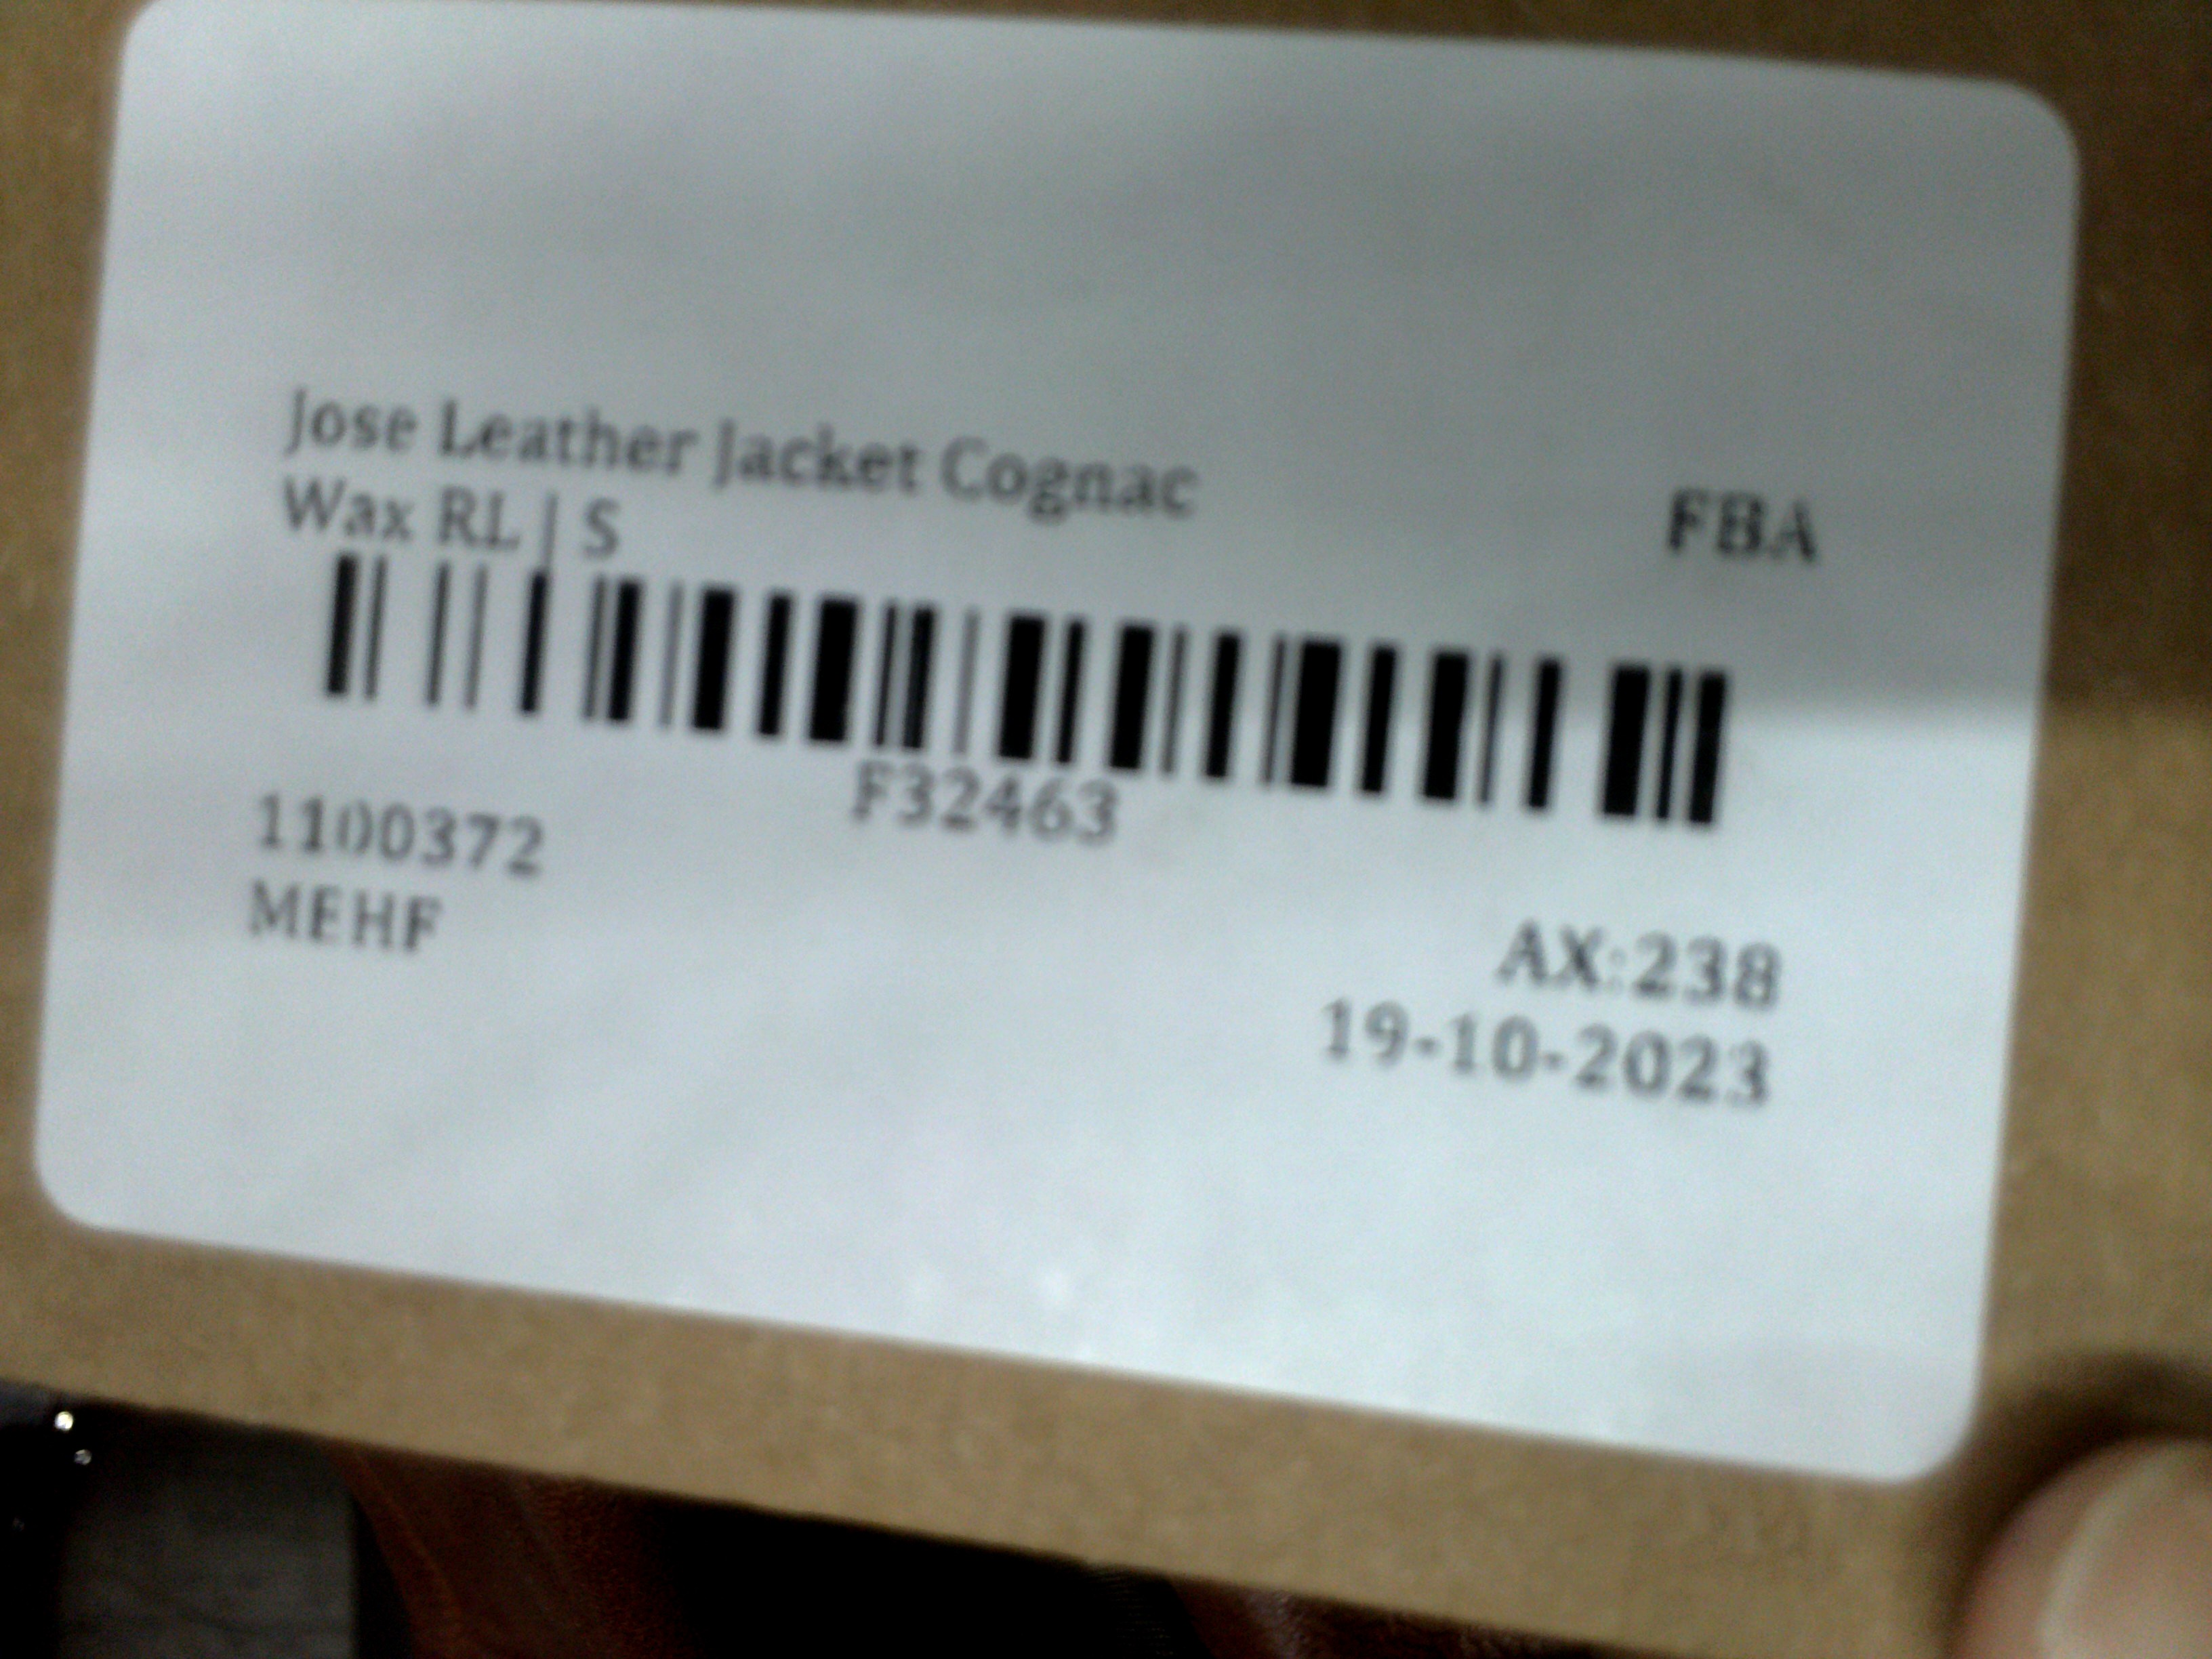 Jose Leather Jacket Cognac
Wax RL | S
FBA
F32463
1100372
MEHF
AX:238
19-10-2023